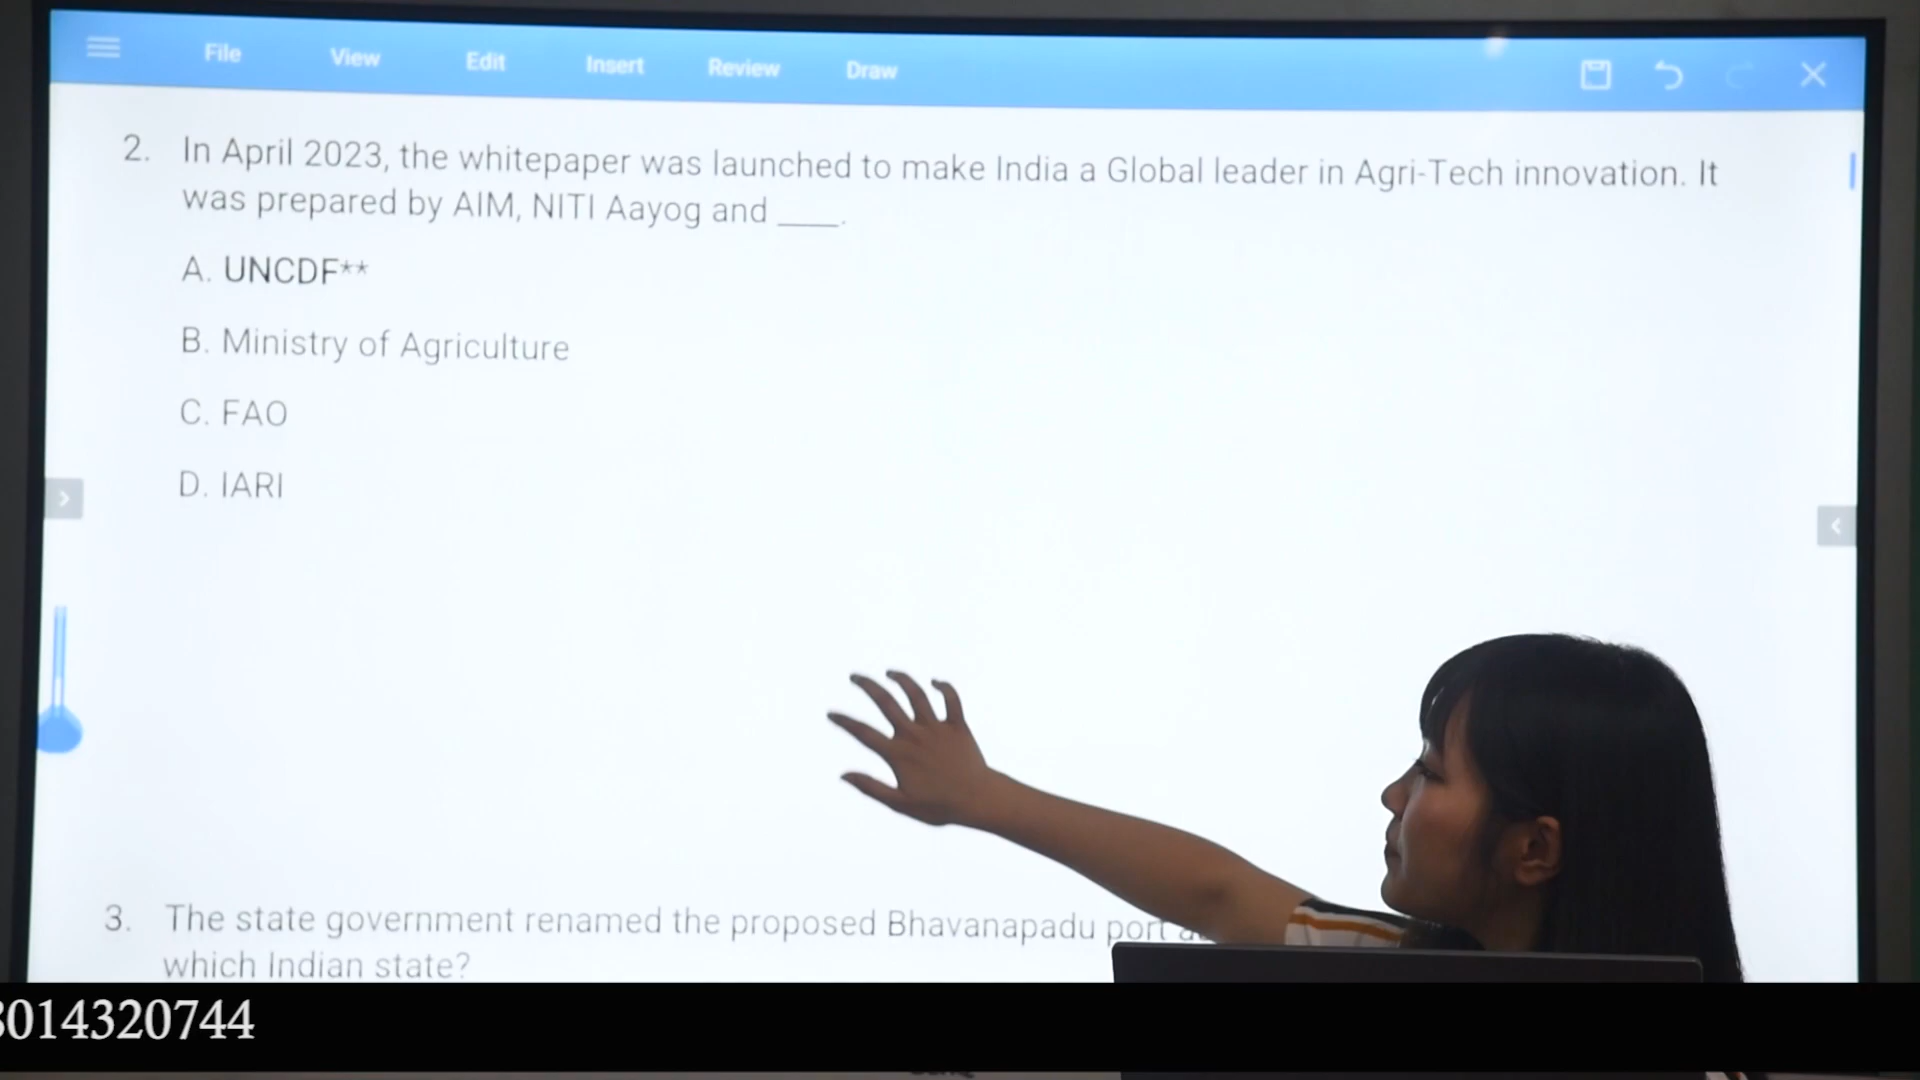 File View Edit Insert Review Draw
2. In April 2023, the whitepaper was launched to make India a Global leader in Agri-Tech innovation. It
was prepared by AIM, NITI Aayog and ____.
A. UNCDF**
B. Ministry of Agriculture
C. FAO
D. IARI
3. The state government renamed the proposed Bhavanapadu port
which Indian state?
014320744